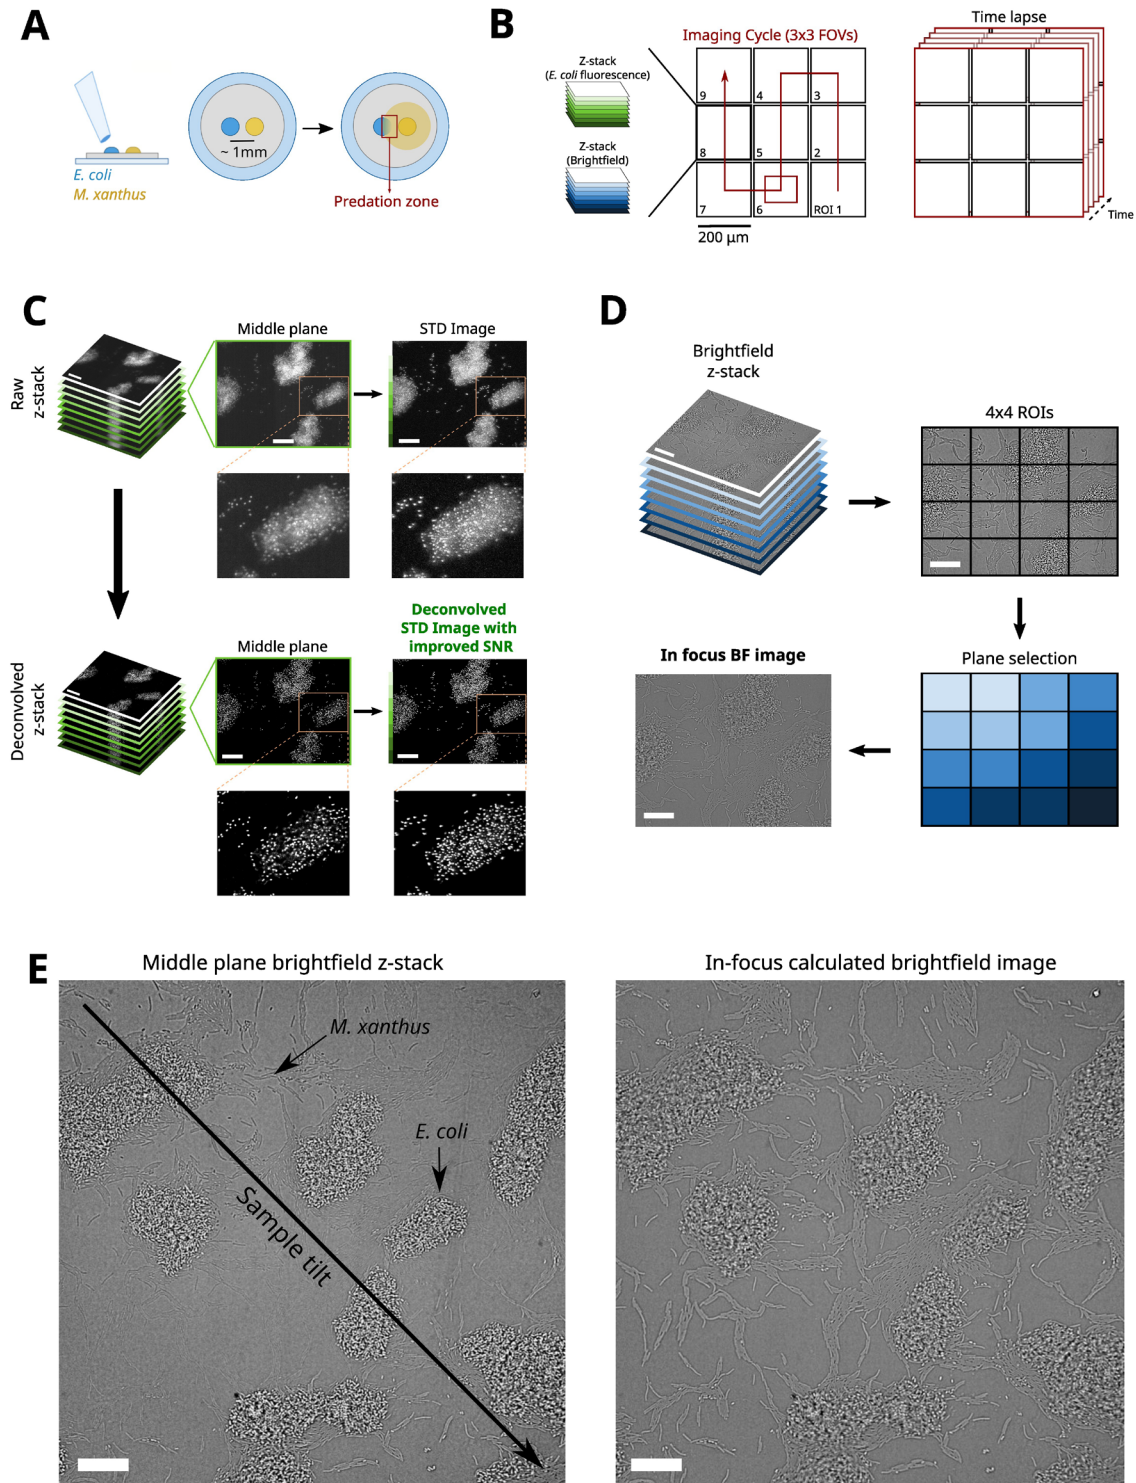 A
E. coli
M. xanthus
~ 1mm
Predation zone
B
Imaging Cycle (3x3 FOVs)
Time lapse
Z-stack
(E. coli fluorescence)
Z-stack
(Brightfield)
9
4
3
8
5
2
7
6
ROI 1
200 μm
Time
C
Raw
z-stack
Middle plane
STD Image
Deconvolved
z-stack
Middle plane
Deconvolved
STD Image with
improved SNR
D
Brightfield
z-stack
4x4 ROIs
Plane selection
In focus BF image
E
Middle plane brightfield z-stack
In-focus calculated brightfield image
M. xanthus
E. coli
Sample tilt